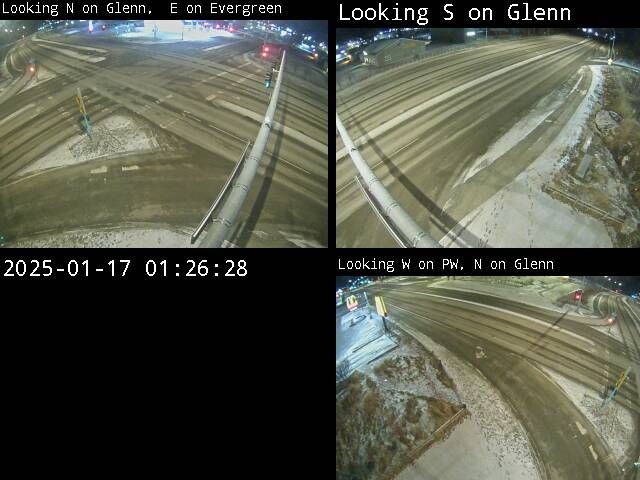 Looking N on Glenn,  E on Evergreen
Looking S on Glenn
2025-01-17 01:26:28
Looking W on PW, N on Glenn